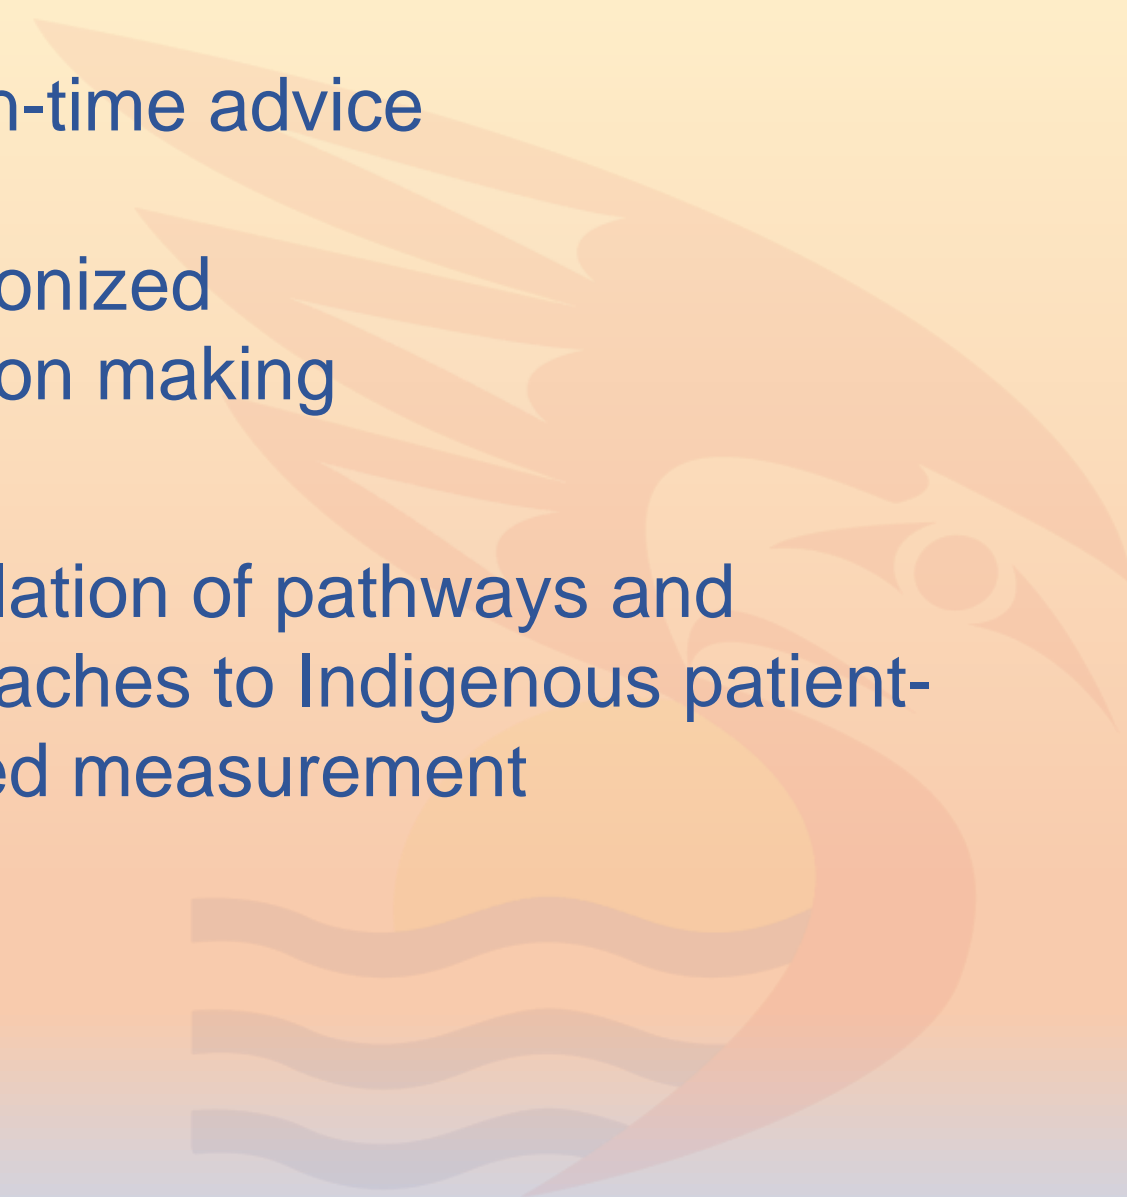 n-time advice
onized
on making
lation of pathways and
aches to Indigenous patient-
ed measurement